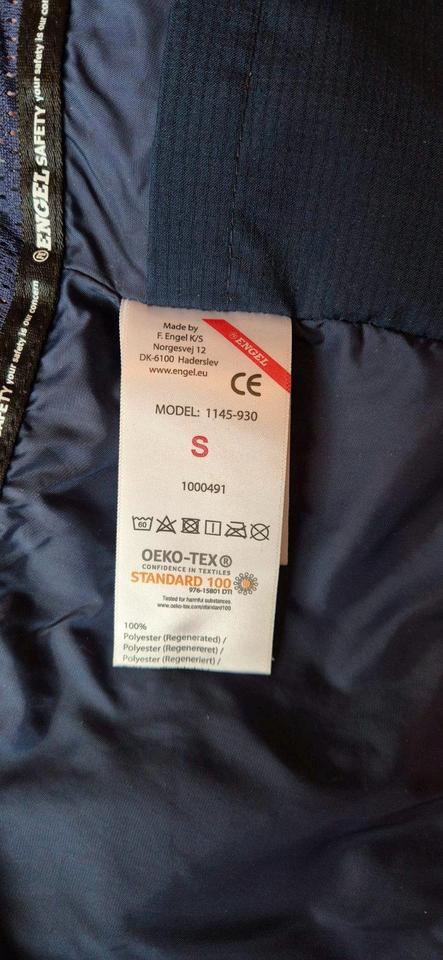 ®ENGEL SAFETY your safety is our con
SAFETY your safety is our concern
Made by
F. Engel K/S
Norgesvej 12
DK-6100 Haderslev
www.engel.eu
®ENGEL
CE
MODEL: 1145-930
S
1000491
60
OEKO-TEX®
CONFIDENCE IN TEXTILES
STANDARD 100
976-15801 DTI
Tested for harmful substances.
www.oeko-tex.com/standard100
100%
Polyester (Regenerated) /
Polyester (Regenereret) /
Polyester (Regeneriert) /